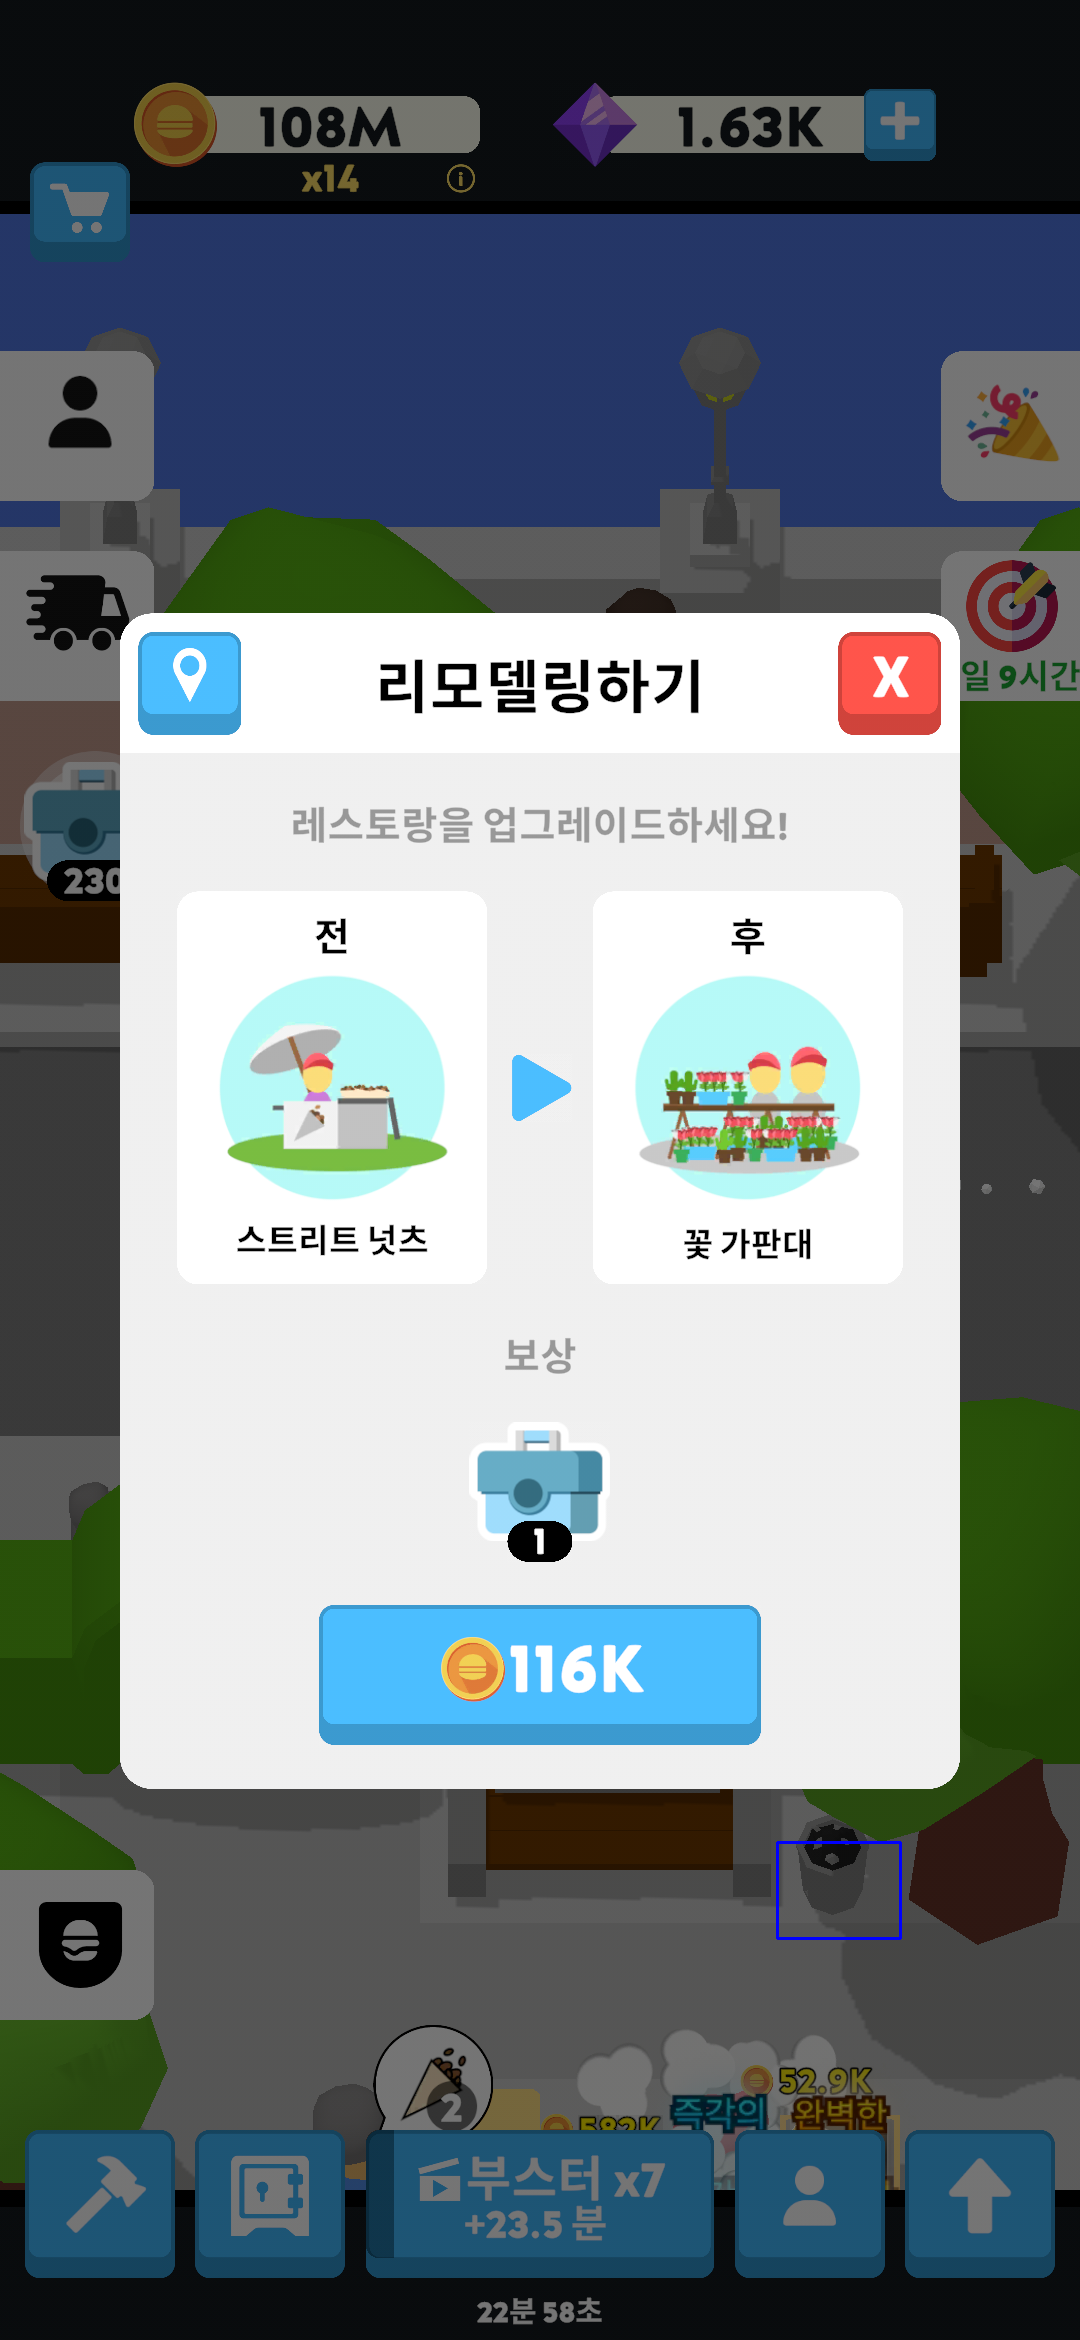 108M
1.63K
x14
일 9시간
리모델링하기
X
레스토랑을 업그레이드하세요!
230
전
후
스트리트 넛츠
꽃 가판대
보상
1
116K
2
52.9K
582K
즉각의
완벽한
부스터 x7
+23.5 분
22분 58초